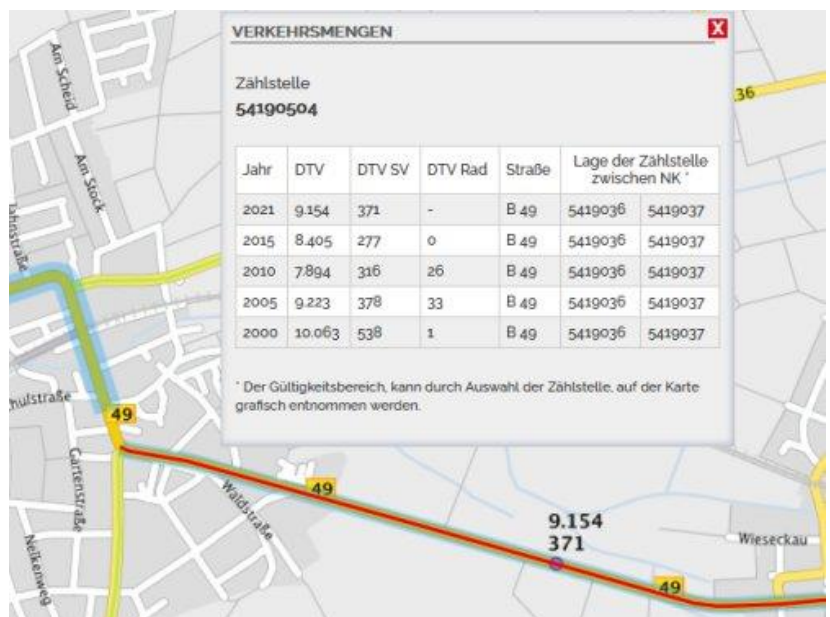 VERKEHRSMENGEN
X
Zählstelle
54190504
Jahr DTV DTV SV DTV Rad Straße Lage der Zählstelle
zwischen NK *
2021 9.154 371 - B 49 5419036 5419037
2015 8.405 277 0 B 49 5419036 5419037
2010 7.894 316 26 B 49 5419036 5419037
2005 9.223 378 33 B 49 5419036 5419037
2000 10.063 538 1 B 49 5419036 5419037
* Der Gültigkeitsbereich, kann durch Auswahl der Zählstelle, auf der Karte
grafisch entnommen werden.
Am Scheid
Am Stock
36
49
Gartenstraße
Nelkenweg
Waldstraße
49
9.154
371
Wieseckau
49